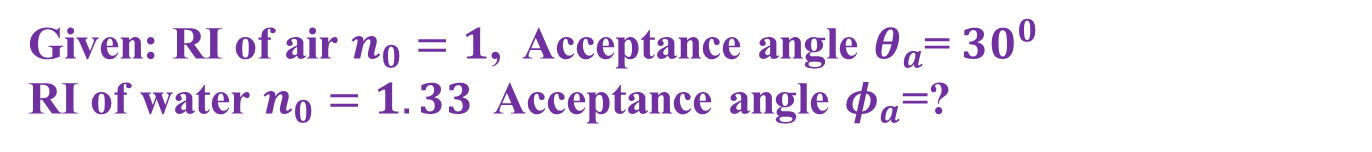 Given: RI of air n₀ = 1, Acceptance angle θₐ= 30⁰
RI of water n₀ = 1.33 Acceptance angle ϕₐ=?